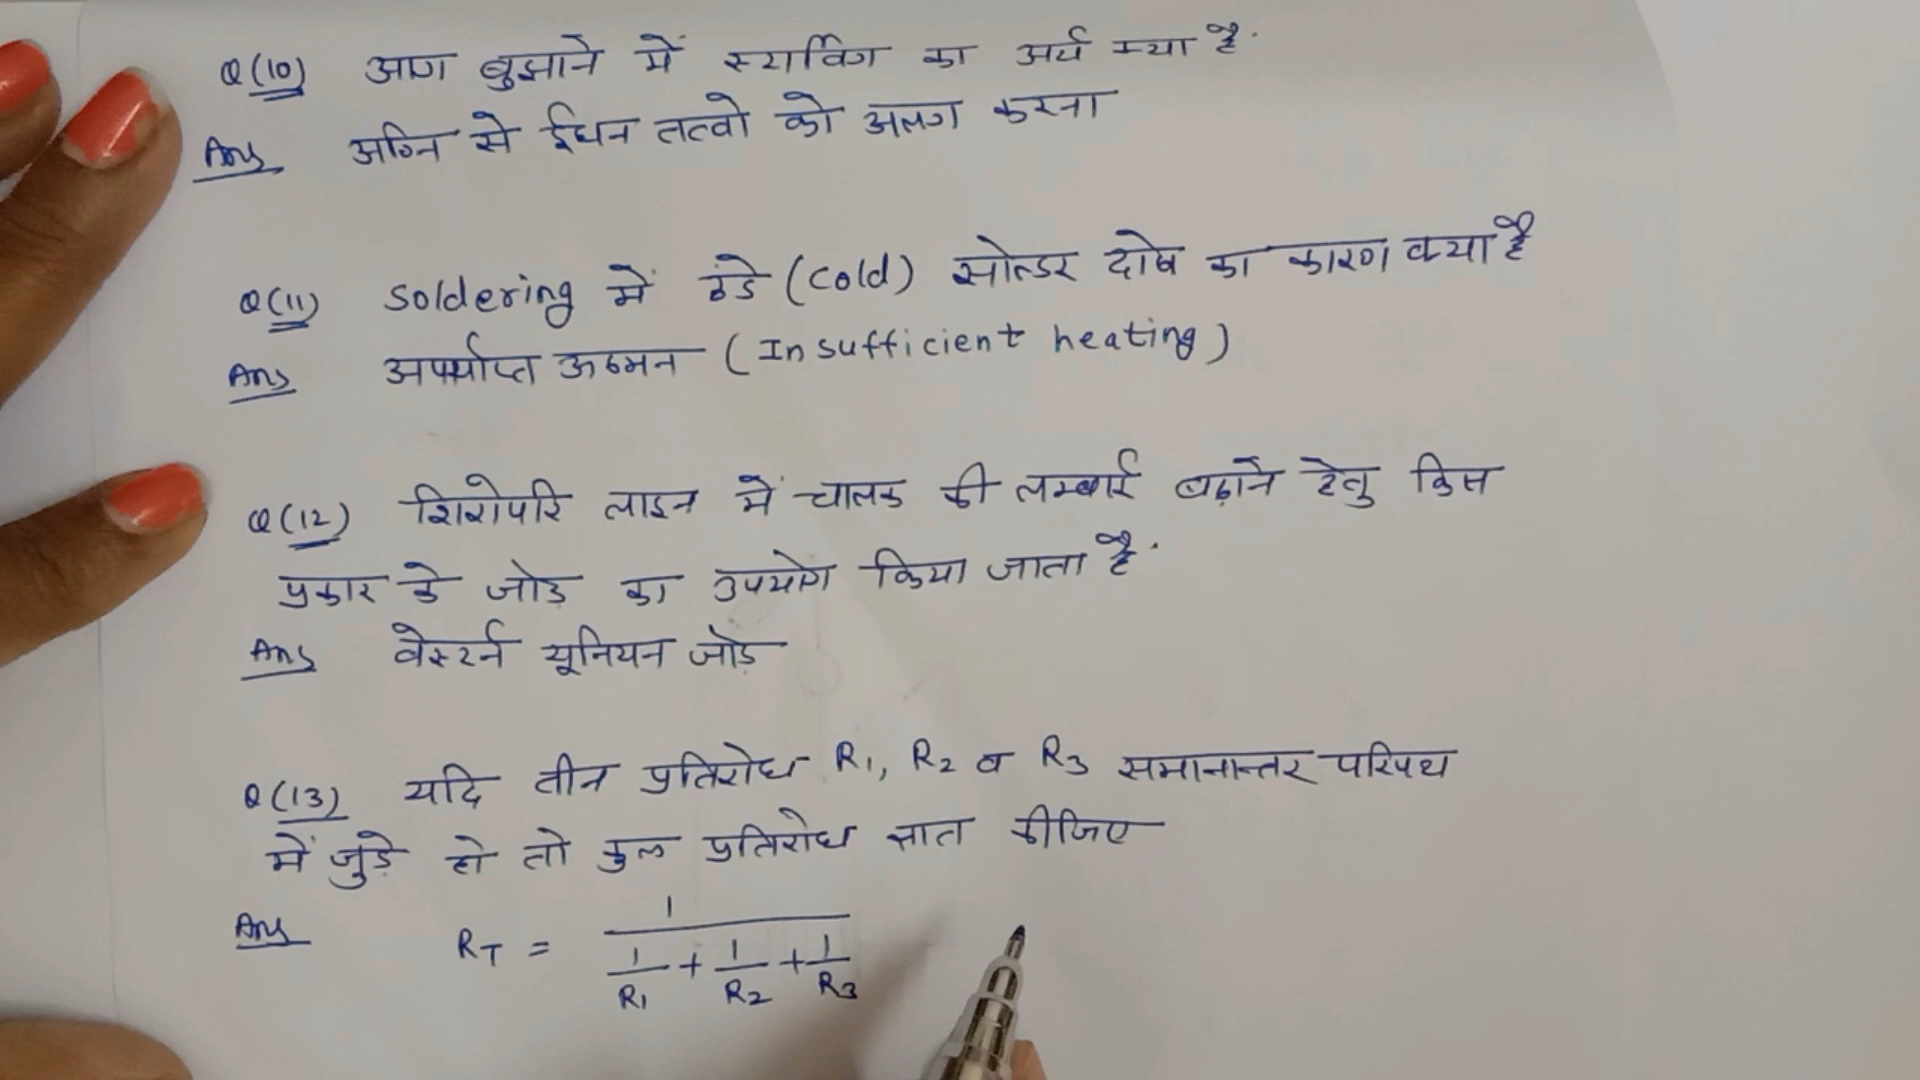 Q(10) आग बुझाने में स्टार्विंग का अर्थ क्या है.
Ans अग्नि से ईंधन तत्वो को अलग करना
Q(11) Soldering में ठंडे (cold) सोल्डर दोष का कारण क्या है
Ans अपर्याप्त ऊष्मन (Insufficient heating)
Q(12) शिरोपरि लाइन में चालक की लम्बाई बढ़ाने हेतु किस
प्रकार के जोड़ का उपयोग किया जाता है.
Ans वेस्टर्न यूनियन जोड़
Q(13) यदि तीन प्रतिरोध R1, R2 व R3 समानान्तर परिपथ
में जुड़े हो तो कुल प्रतिरोध ज्ञात कीजिए
Ans RT = 1 / (1/R1 + 1/R2 + 1/R3)